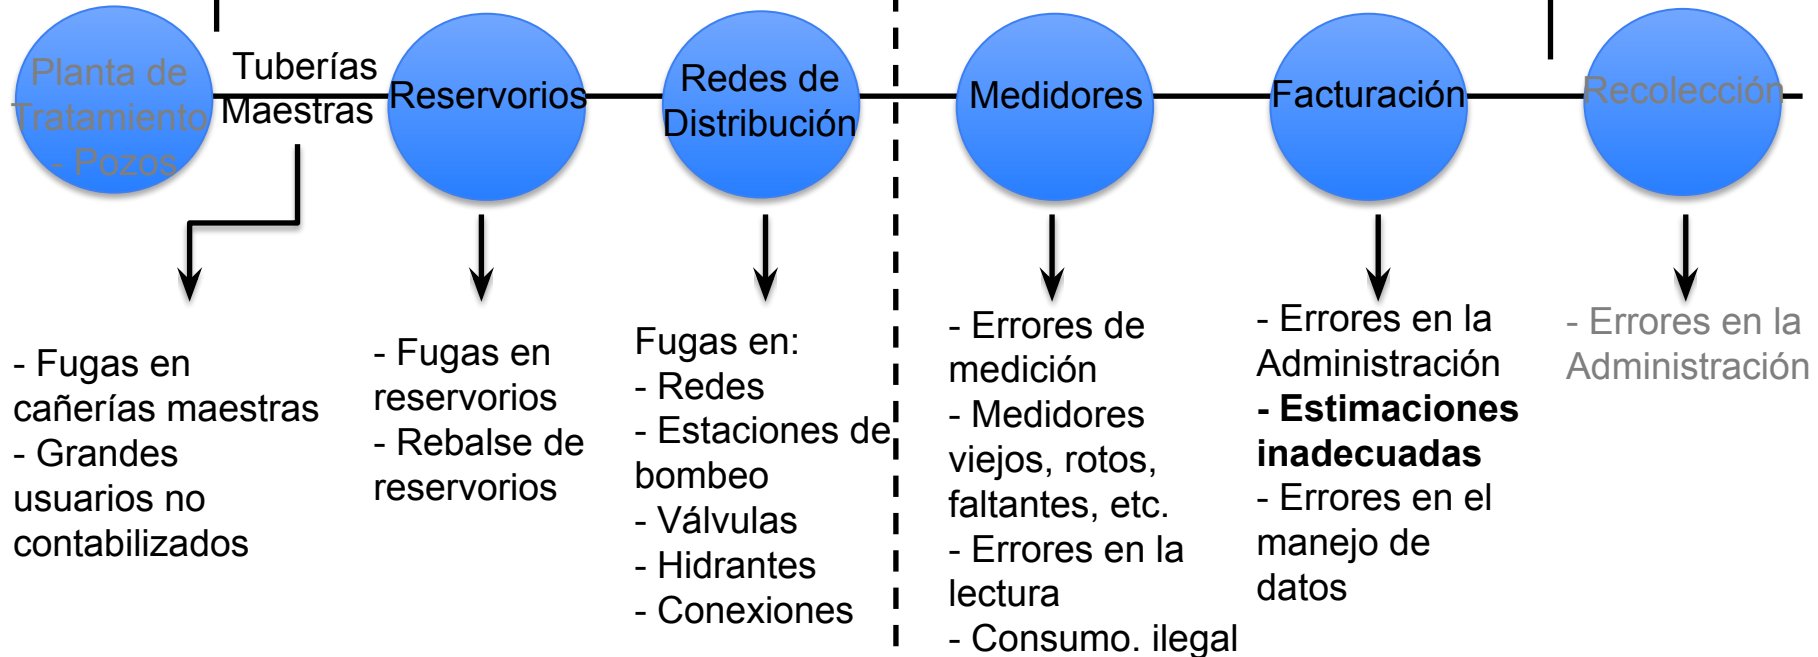 Planta de
Tratamiento
- Pozos
Tuberías
Maestras
Reservorios
Redes de
Distribución
Medidores
Facturación
Recolección
- Fugas en
cañerías maestras
- Grandes
usuarios no
contabilizados
- Fugas en
reservorios
- Rebalse de
reservorios
Fugas en:
- Redes
- Estaciones de
bombeo
- Válvulas
- Hidrantes
- Conexiones
- Errores de
medición
- Medidores
viejos, rotos,
faltantes, etc.
- Errores en la
lectura
- Consumo. ilegal
- Errores en la
Administración
- Estimaciones
inadecuadas
- Errores en el
manejo de
datos
- Errores en la
Administración